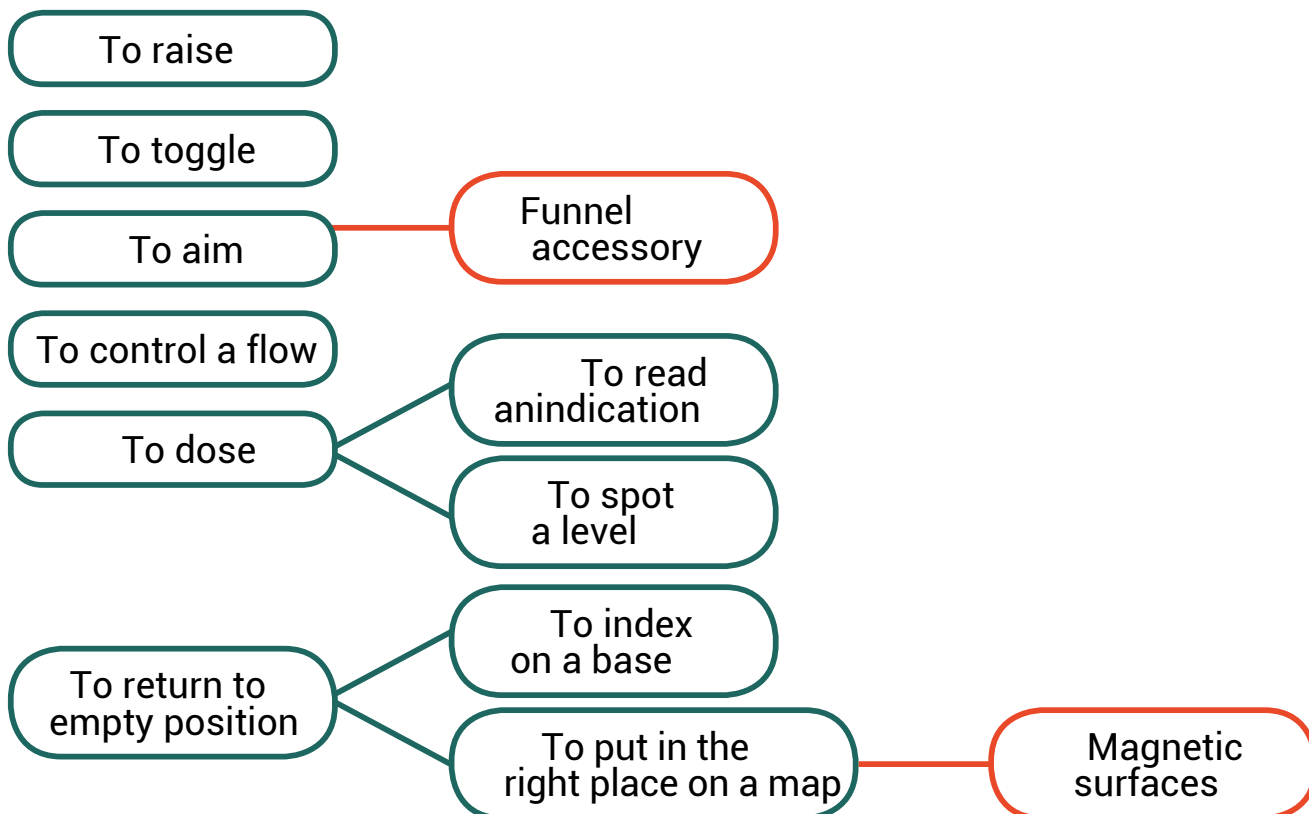 To raise
To toggle
Funnel
accessory
To aim
To control a flow
To read
anindication
To dose
To spot
a level
To index
on a base
To return to
empty position
To put in the
right place on a map
Magnetic
surfaces